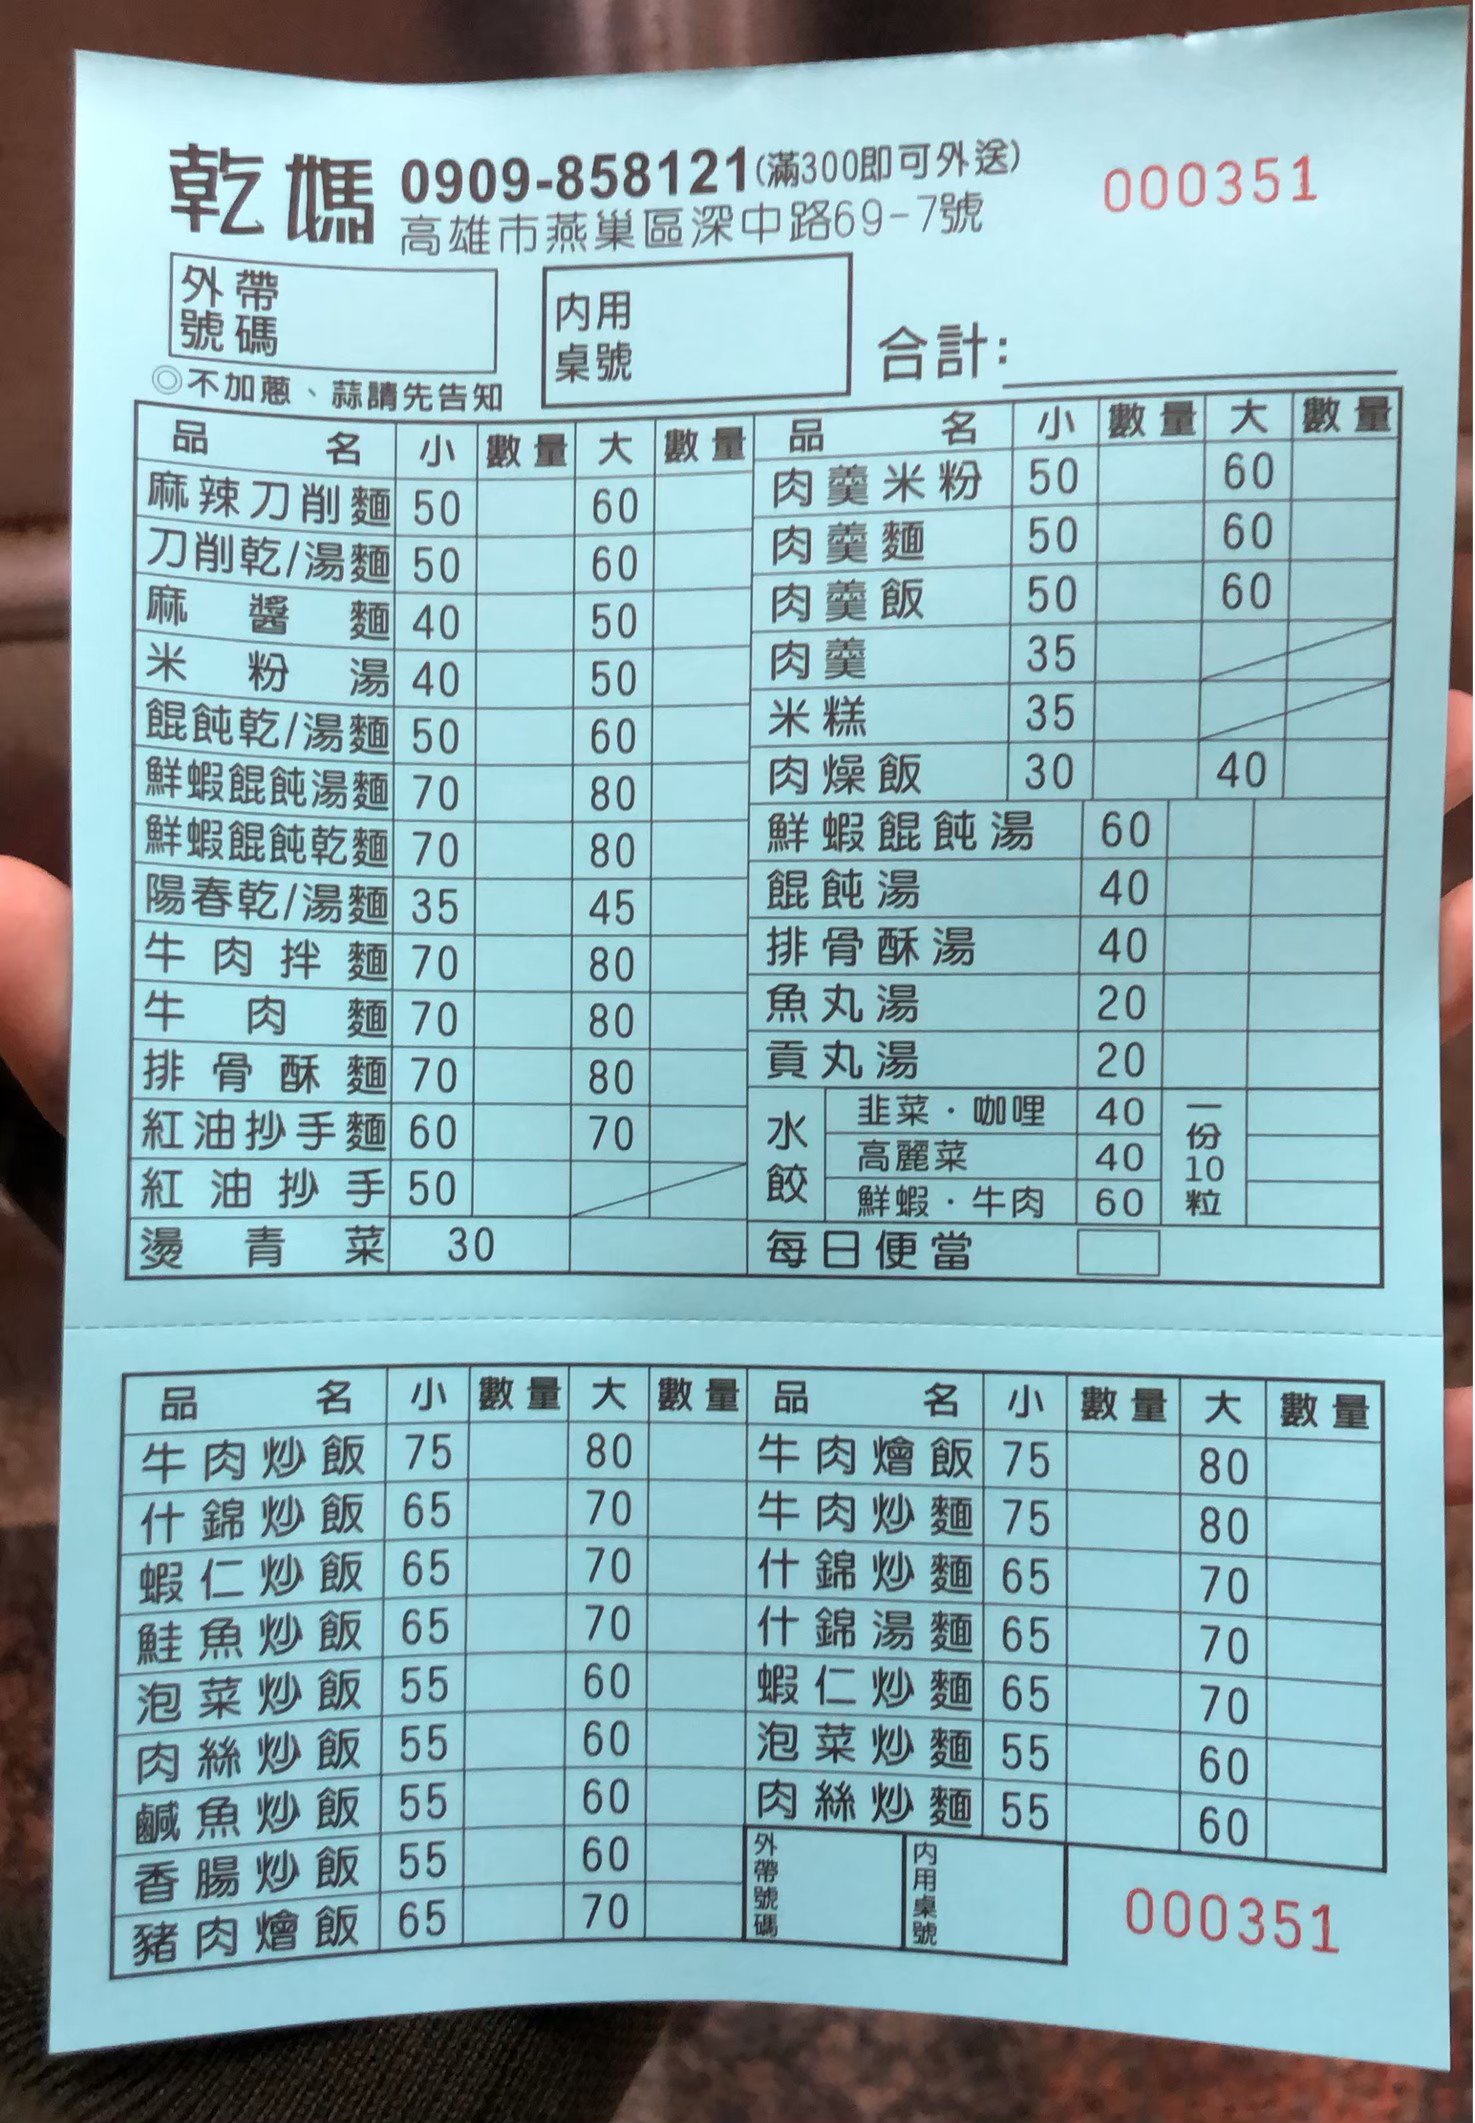 乾媽 0909-858121(滿300即可外送) 000351
高雄市燕巢區深中路69-7號
外帶號碼
內用桌號
合計:
◎不加蔥、蒜請先告知
品名 小 數量 大 數量
麻辣刀削麵 50 60
刀削乾/湯麵 50 60
麻醬麵 40 50
米粉湯 40 50
餛飩乾/湯麵 50 60
鮮蝦餛飩湯麵 70 80
鮮蝦餛飩乾麵 70 80
陽春乾/湯麵 35 45
牛肉拌麵 70 80
牛肉麵 70 80
排骨酥麵 70 80
紅油抄手麵 60 70
紅油抄手 50
燙青菜 30
品名 小 數量 大 數量
肉羹米粉 50 60
肉羹麵 50 60
肉羹飯 50 60
肉羹 35
米糕 35
肉燥飯 30 40
鮮蝦餛飩湯 60
餛飩湯 40
排骨酥湯 40
魚丸湯 20
貢丸湯 20
水餃 一份10粒
韭菜·咖哩 40
高麗菜 40
鮮蝦·牛肉 60
每日便當
品名 小 數量 大 數量
牛肉炒飯 75 80
什錦炒飯 65 70
蝦仁炒飯 65 70
鮭魚炒飯 65 70
泡菜炒飯 55 60
肉絲炒飯 55 60
鹹魚炒飯 55 60
香腸炒飯 55 60
豬肉燴飯 65 70
品名 小 數量 大 數量
牛肉燴飯 75 80
牛肉炒麵 75 80
什錦炒麵 65 70
什錦湯麵 65 70
蝦仁炒麵 65 70
泡菜炒麵 55 60
肉絲炒麵 55 60
外帶號碼
內用桌號
000351